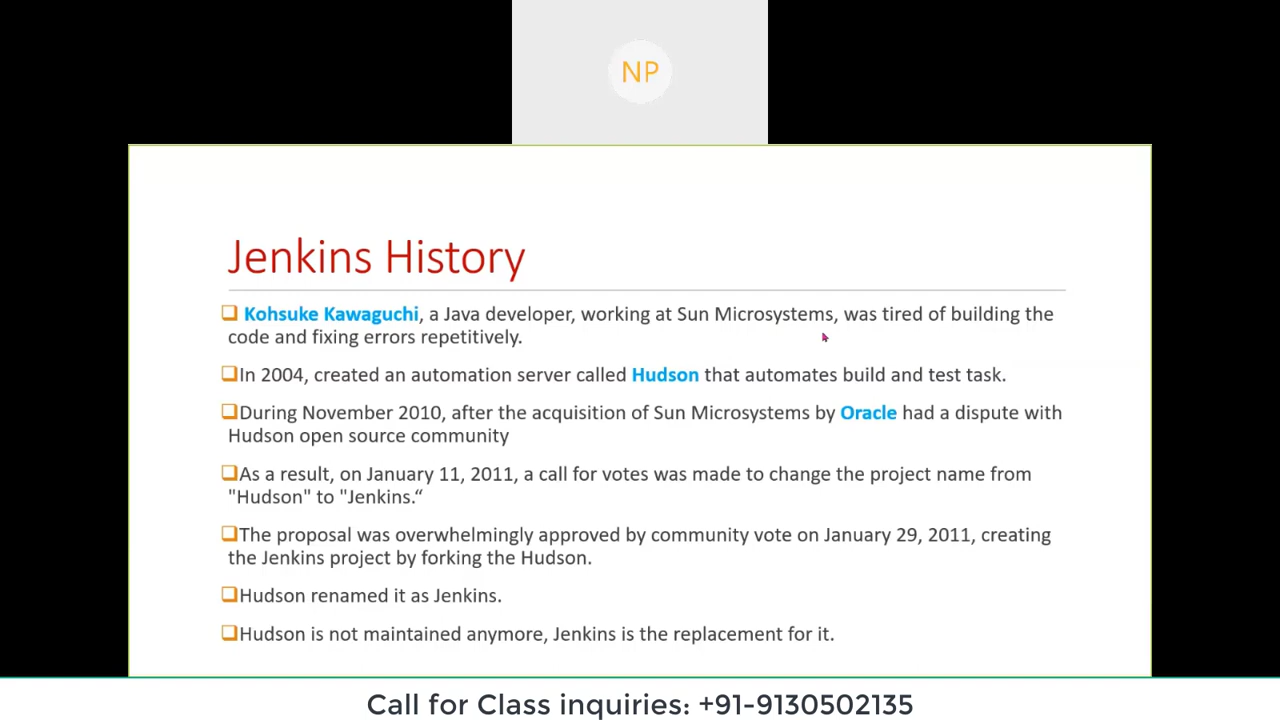 NP
Jenkins History
❑ Kohsuke Kawaguchi, a Java developer, working at Sun Microsystems, was tired of building the
code and fixing errors repetitively.
❑In 2004, created an automation server called Hudson that automates build and test task.
❑During November 2010, after the acquisition of Sun Microsystems by Oracle had a dispute with
Hudson open source community
❑As a result, on January 11, 2011, a call for votes was made to change the project name from
"Hudson" to "Jenkins.“
❑The proposal was overwhelmingly approved by community vote on January 29, 2011, creating
the Jenkins project by forking the Hudson.
❑Hudson renamed it as Jenkins.
❑Hudson is not maintained anymore, Jenkins is the replacement for it.
Call for Class inquiries: +91-9130502135